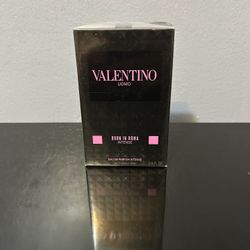 VALENTINO
UOMO
BORN IN ROMA
INTENSE
EAU DE PARFUM INTENSE